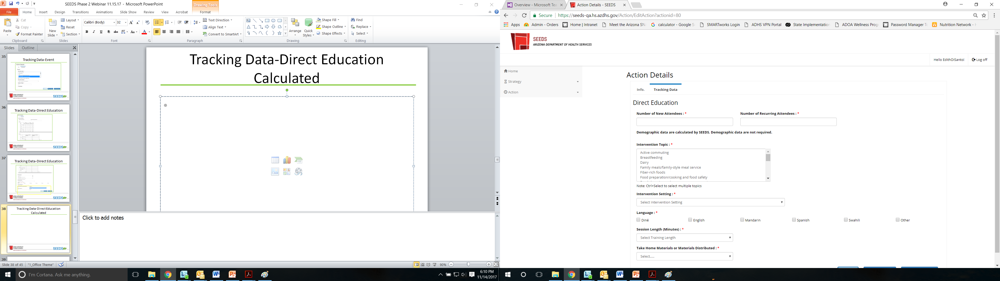 SEEDS Phase 2 Webinar 11.15.17 - Microsoft PowerPoint
Drawing Tools
File
Home
Insert
Design
Transitions
Animations
Slide Show
Review
View
Acrobat
Format
Paste
Cut
Copy
Format Painter
Clipboard
New Slide
Layout
Reset
Section
Slides
Calibri (Body)
32
Font
Text Direction
Align Text
Convert to SmartArt
Paragraph
Arrange
Quick Styles
Shape Fill
Shape Outline
Shape Effects
Drawing
Find
Replace
Select
Editing
Slides
Outline
35
Tracking Data-Event
SEEDS
36
Tracking Data-Direct Education
SEEDS
37
Tracking Data-Direct Education
SEEDS
38
Tracking Data-Direct Education
Calculated
SEEDS
39
Tracking Data-Direct Education
Calculated
Click to add notes
Slide 38 of 45
"1_Office Theme"
90%
I'm Cortana. Ask me anything.
6:10 PM
11/14/2017
Overview - Microsoft Tea
Action Details - SEEDS
Secure
https://seeds-qa.hs.azdhs.gov/Action/EditAction?actionid=80
Apps
Admin - Orders
Home | Intranet
Meet the Arizona SN
calculator - Google S
SMARTworks Login
ADHS VPN Portal
State Implementation
ADOA Wellness Prog
Password Manager T
Nutrition Network -
SEEDS
ARIZONA DEPARTMENT OF HEALTH SERVICES
Hello EdithDiSanto!
Log off
Home
Strategy
Action
Action Details
Info.
Tracking Data
Direct Education
Number of New Attendees : *
Number of Recurring Attendees : *
Demographic data are calculated by SEEDS. Demographic data are not required.
Intervention Topic : *
Active commuting
Breastfeeding
Dairy
Family meals/family-style meal service
Fiber-rich foods
Food preparation/cooking and food safety
Note: Ctrl+Select to select multiple topics
Intervention Setting : *
Select Intervention Setting
Language : *
Diné
English
Mandarin
Spanish
Swahili
Other
Session Length (Minutes) : *
Select Training Length
Take Home Materials or Materials Distributed : *
Select.....